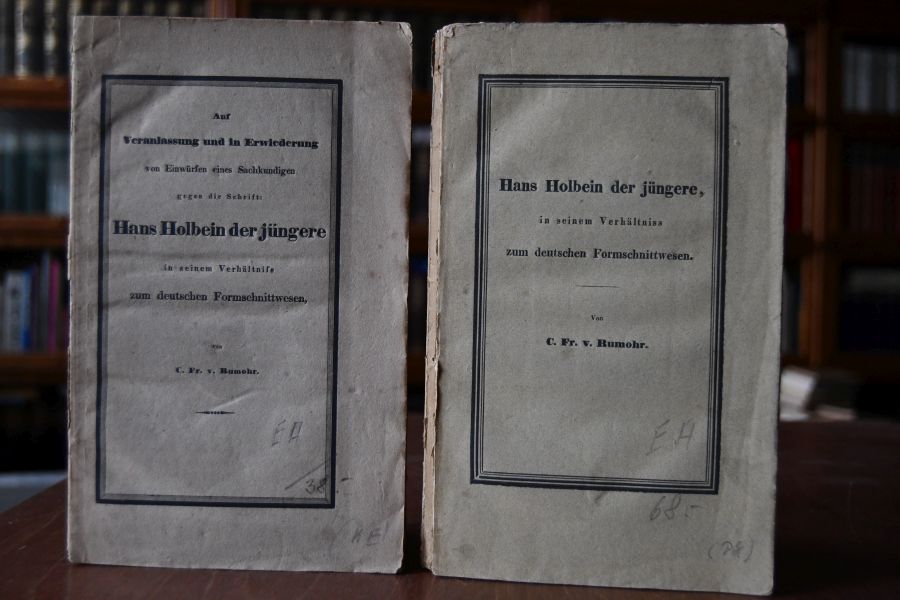 Auf
Veranlassung und in Erwiederung
von Einwürfen eines Sachkundigen
gegen die Schrift:
Hans Holbein der jüngere
in seinem Verhältniſs
zum deutschen Formschnittwesen,
von
C. Fr. v. Rumohr.
EA
38.-
Hans Holbein der jüngere,
in seinem Verhältniss
zum deutschen Formschnittwesen.
Von
C. Fr. v. Rumohr.
EA
68.-